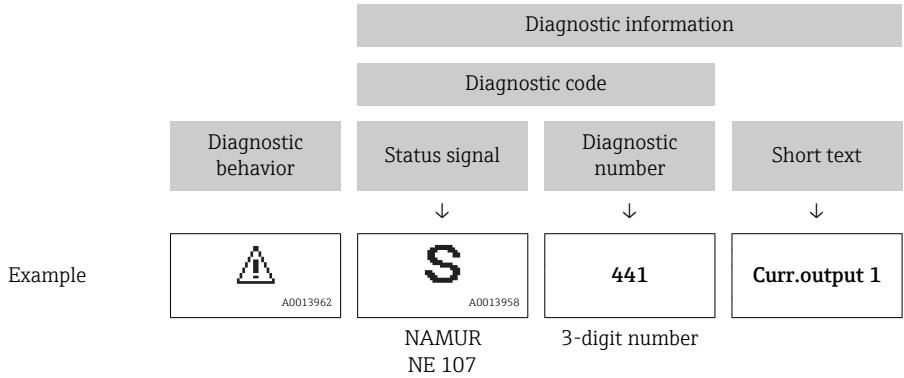 Diagnostic information
Diagnostic code
Diagnostic
behavior
Status signal
Diagnostic
number
Short text
↓ ↓ ↓
Example
A0013962
S
A0013958
441
Curr.output 1
NAMUR
NE 107
3-digit number